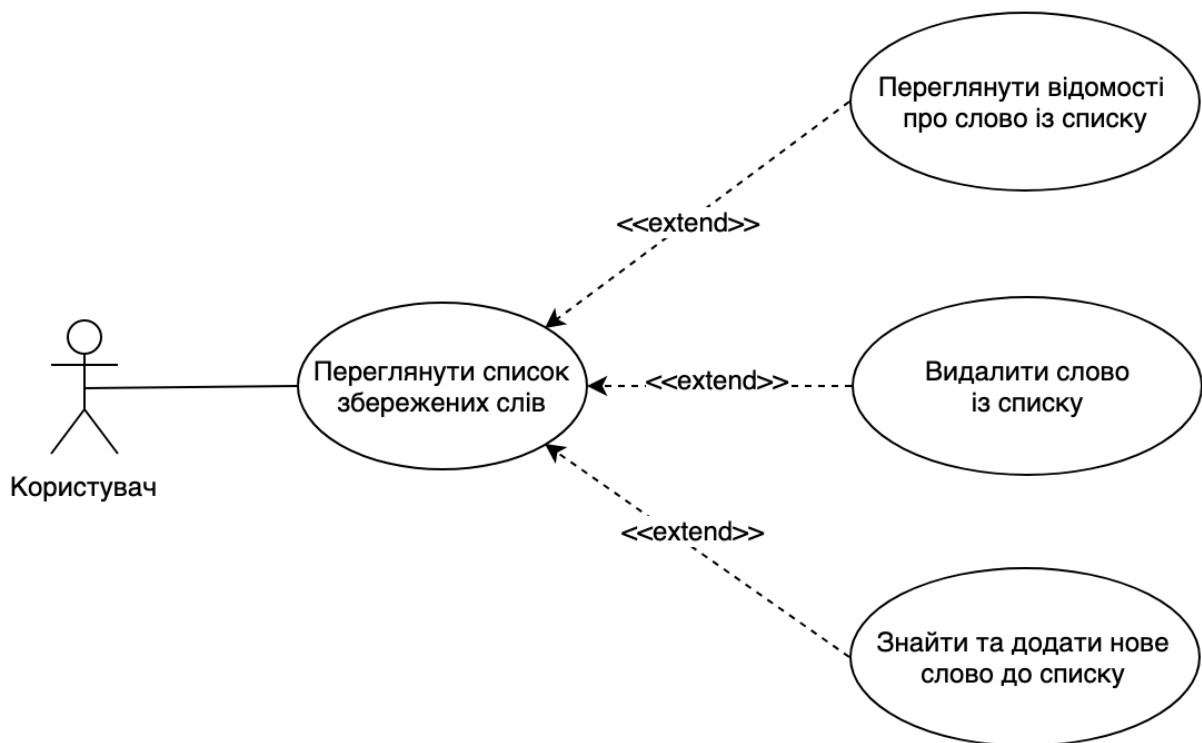 Переглянути відомості
про слово із списку
<<extend>>
Переглянути список
збережених слів
<<extend>>
Видалити слово
із списку
Користувач
<<extend>>
Знайти та додати нове
слово до списку